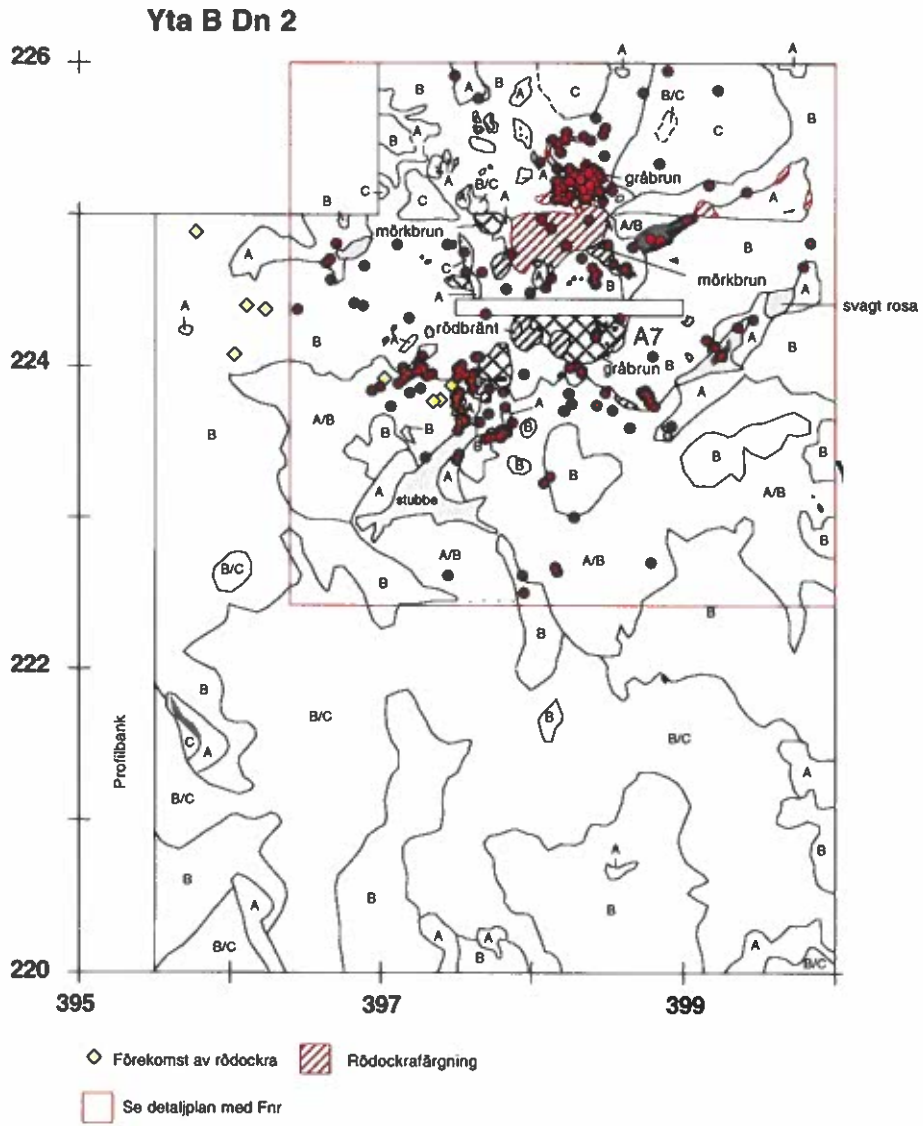 Yta B Dn 2
226
A
A
B
A
B
A
C
B/C
C
B
A
B
A
B/C
A
gråbrun
C
B
C
A
A
mörkbrun
A/B
B
A
C
mörkbrun
B
A
A
svagt rosa
A
rödbränt
A7
A
B
A
B
224
gråbrun
B
A
A/B
B
B
A
A
B
B
B
B
B
B
A
A
stubbe
A/B
B
A/B
A/B
B/C
B
B
B
222
B
B
B/C
B/C
C
A
A
B/C
A
B
B
A
B
B
A
B/C
A
A
B
A
B/C
220
395
397
399
Profilbank
Förekomst av rödockra
Rödockrafärgning
Se detaljplan med Fnr